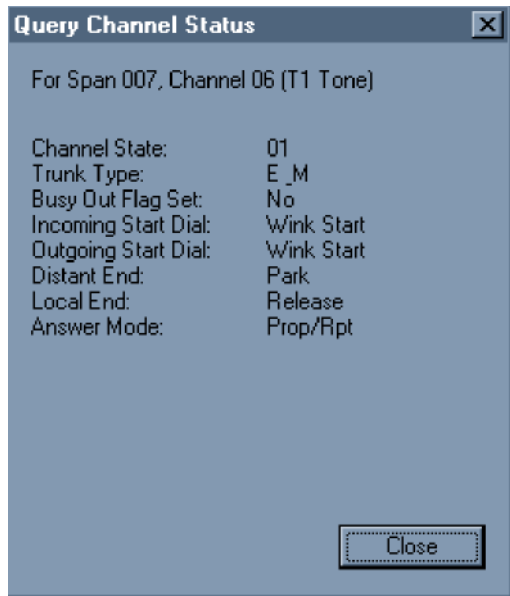 Query Channel Status
For Span 007, Channel 06 (T1 Tone)
Channel State: 01
Trunk Type: E_M
Busy Out Flag Set: No
Incoming Start Dial: Wink Start
Outgoing Start Dial: Wink Start
Distant End: Park
Local End: Release
Answer Mode: Prop/Rpt
Close